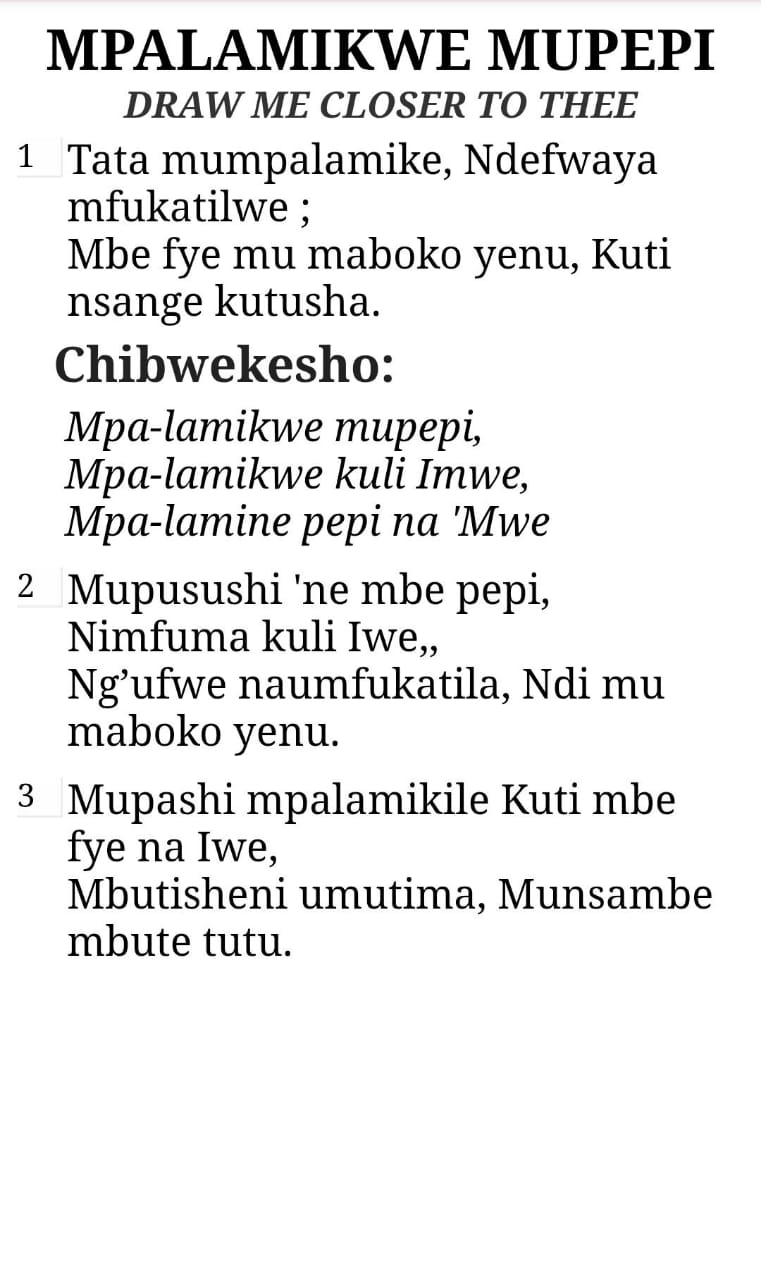 MPALAMIKWE MUPEPI
DRAW ME CLOSER TO THEE
1 Tata mumpalamike, Ndefwaya
mfukatilwe ;
Mbe fye mu maboko yenu, Kuti
nsange kutusha.
Chibwekesho:
Mpa-lamikwe mupepi,
Mpa-lamikwe kuli Imwe,
Mpa-lamine pepi na 'Mwe
2 Mupusushi 'ne mbe pepi,
Nimfuma kuli Iwe,,
Ng’ufwe naumfukatila, Ndi mu
maboko yenu.
3 Mupashi mpalamikile Kuti mbe
fye na Iwe,
Mbutisheni umutima, Munsambe
mbute tutu.